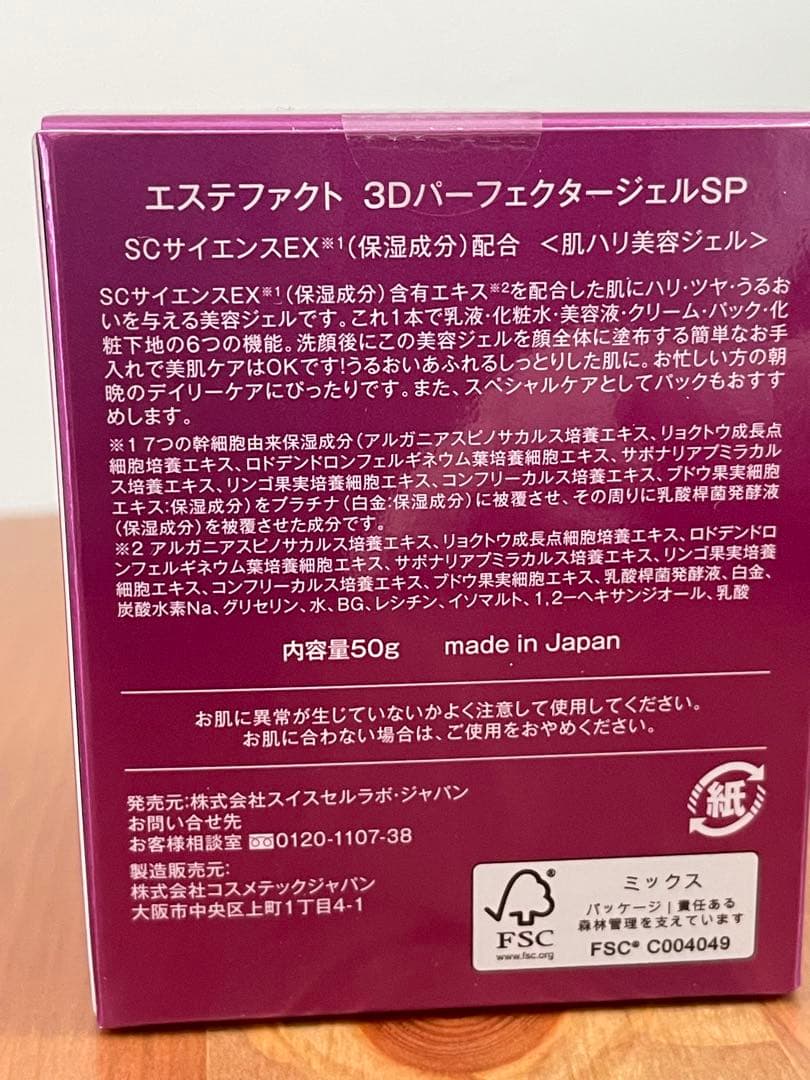 エステファクト 3DパーフェクタージェルSP
SCサイエンスEX※1(保湿成分)配合 <肌ハリ美容ジェル>
SCサイエンスEX※1(保湿成分)含有エキス※2を配合した肌にハリ・ツヤ・うるお
いを与える美容ジェルです。これ1本で乳液・化粧水・美容液・クリーム・パック・化
粧下地の6つの機能。洗顔後にこの美容ジェルを顔全体に塗布する簡単なお手
入れで美肌ケアはOKです!うるおいあふれるしっとりした肌に。お忙しい方の朝
晩のデイリーケアにぴったりです。また、スペシャルケアとしてパックもおすす
めします。
※1 7つの幹細胞由来保湿成分(アルガニアスピノサカルス培養エキス、リョクトウ成長点
細胞培養エキス、ロドデンドロンフェルギネウム葉培養細胞エキス、サポナリアプミラカル
ス培養エキス、リンゴ果実培養細胞エキス、コンフリーカルス培養エキス、ブドウ果実細胞
エキス:保湿成分)をプラチナ(白金:保湿成分)に被覆させ、その周りに乳酸桿菌発酵液
(保湿成分)を被覆させた成分です。
※2 アルガニアスピノサカルス培養エキス、リョクトウ成長点細胞培養エキス、ロドデンドロ
ンフェルギネウム葉培養細胞エキス、サポナリアプミラカルス培養エキス、リンゴ果実培養
細胞エキス、コンフリーカルス培養エキス、ブドウ果実細胞エキス、乳酸桿菌発酵液、白金、
炭酸水素Na、グリセリン、水、BG、レシチン、イソマルト、1,2-ヘキサンジオール、乳酸
内容量50g made in Japan
お肌に異常が生じていないかよく注意して使用してください。
お肌に合わない場合は、ご使用をおやめください。
発売元:株式会社スイスセルラボ・ジャパン
お問い合せ先
お客様相談室 0120-1107-38
製造販売元:
株式会社コスメテックジャパン
大阪市中央区上町1丁目4-1
紙
FSC
www.fsc.org
ミックス
パッケージ|責任ある
森林管理を支えています
FSC® C004049